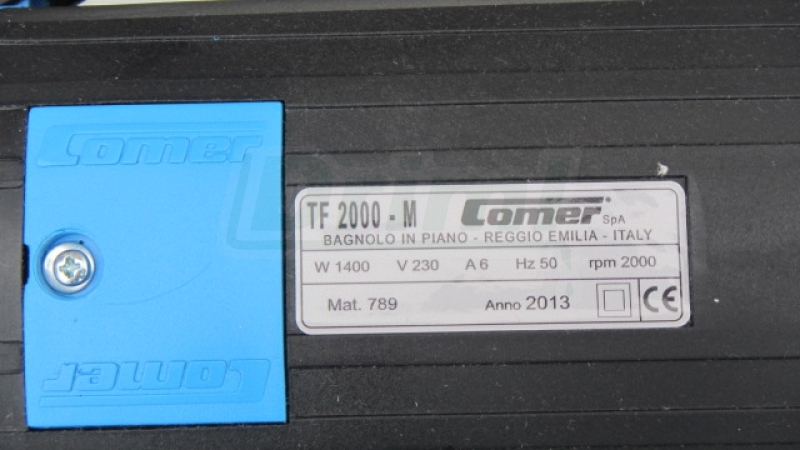 Comer
TF 2000 - M Comer SpA
BAGNOLO IN PIANO - REGGIO EMILIA - ITALY
W 1400 V 230 A 6 Hz 50 rpm 2000
Mat. 789 Anno 2013 CE
Comer